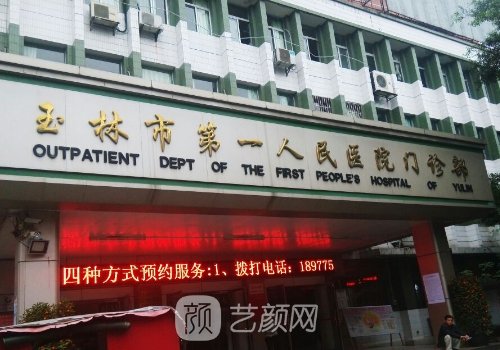 玉林市第一人民医院门诊部
OUTPATIENT DEPT OF THE FIRST PEOPLE'S HOSPITAL OF YULIN
四种方式预约服务:1、拨打电话:189775
颜 艺颜网